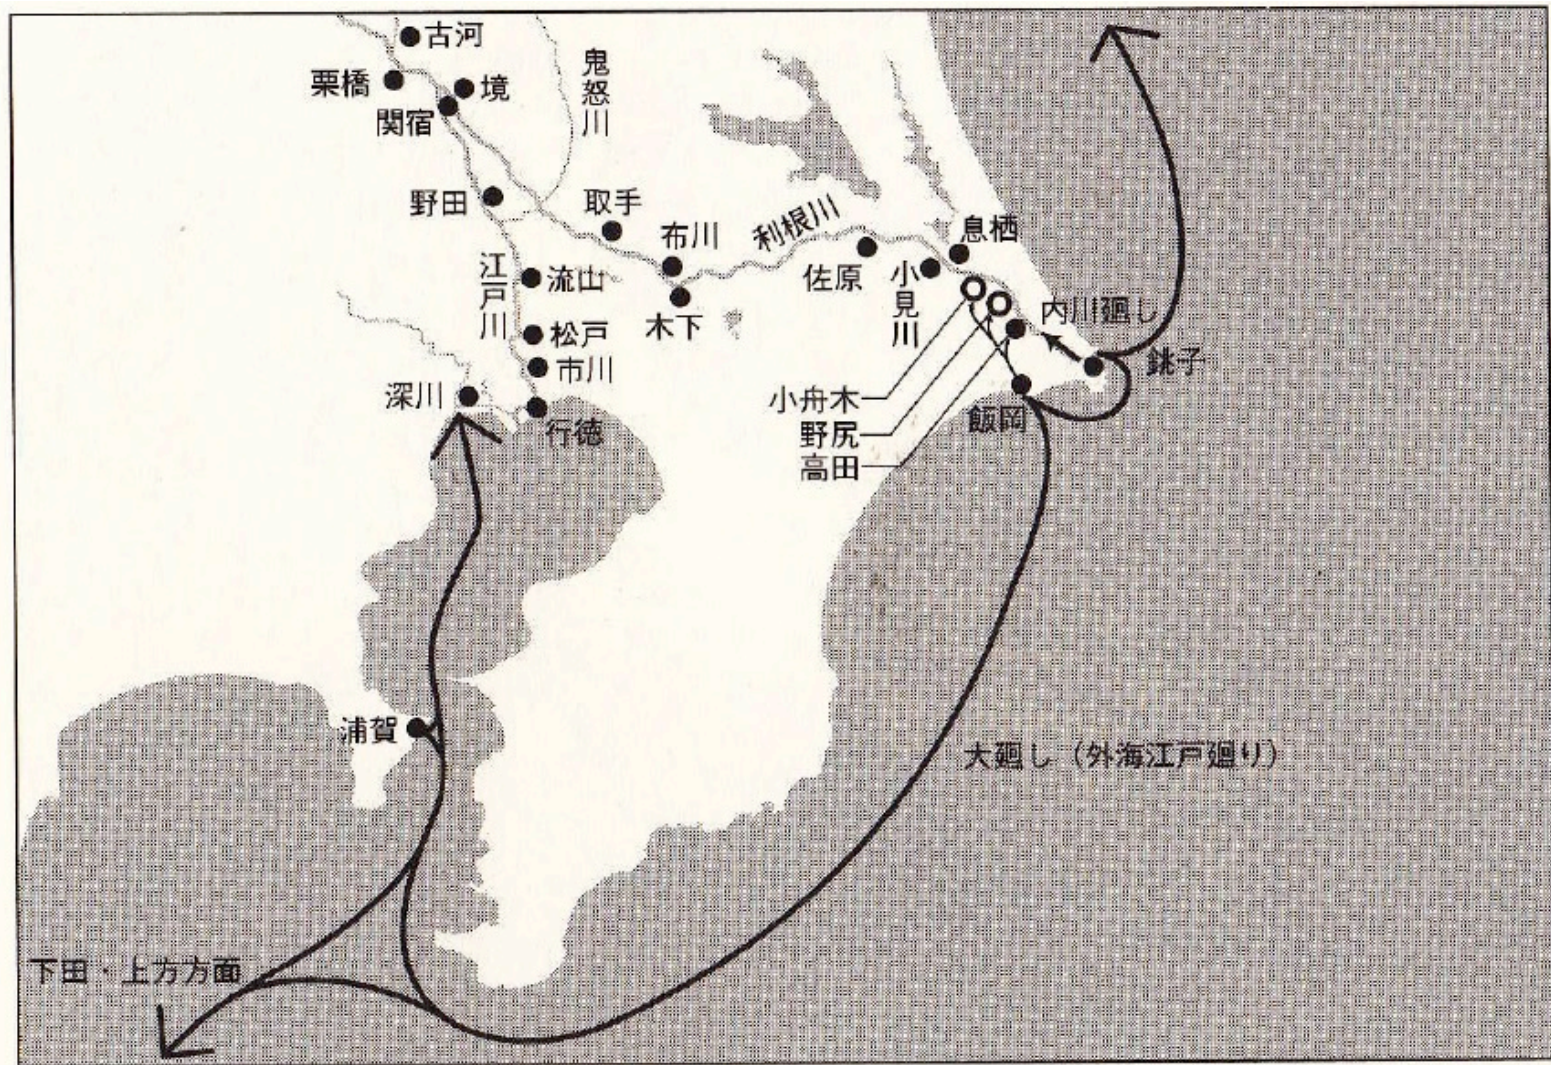 古河
栗橋
境
関宿
鬼怒川
野田
取手
布川
利根川
息栖
江戸川
流山
佐原
小見川
木下
内川廻し
松戸
市川
銚子
深川
小舟木
飯岡
行徳
野尻
高田
浦賀
大廻し（外海江戸廻り）
下田・上方方面